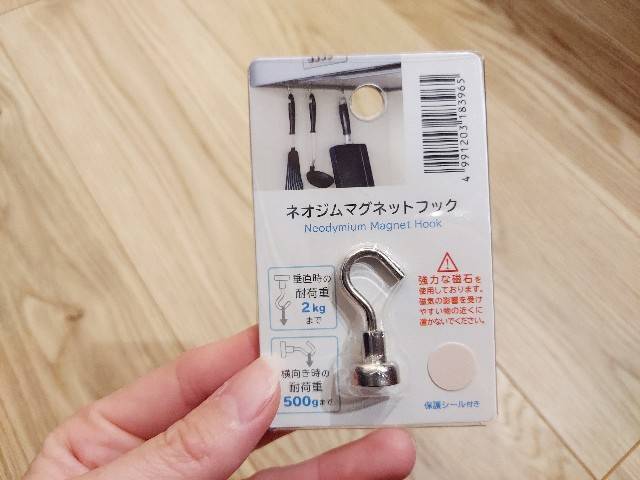 4 991203 183965
ネオジムマグネットフック
Neodymium Magnet Hook
垂直時の
耐荷重
2kg
まで
横向き時の
耐荷重
500gまで
強力な磁石を
使用しております。
磁気の影響を受け
やすい物の近くに
置かないでください。
保護シール付き